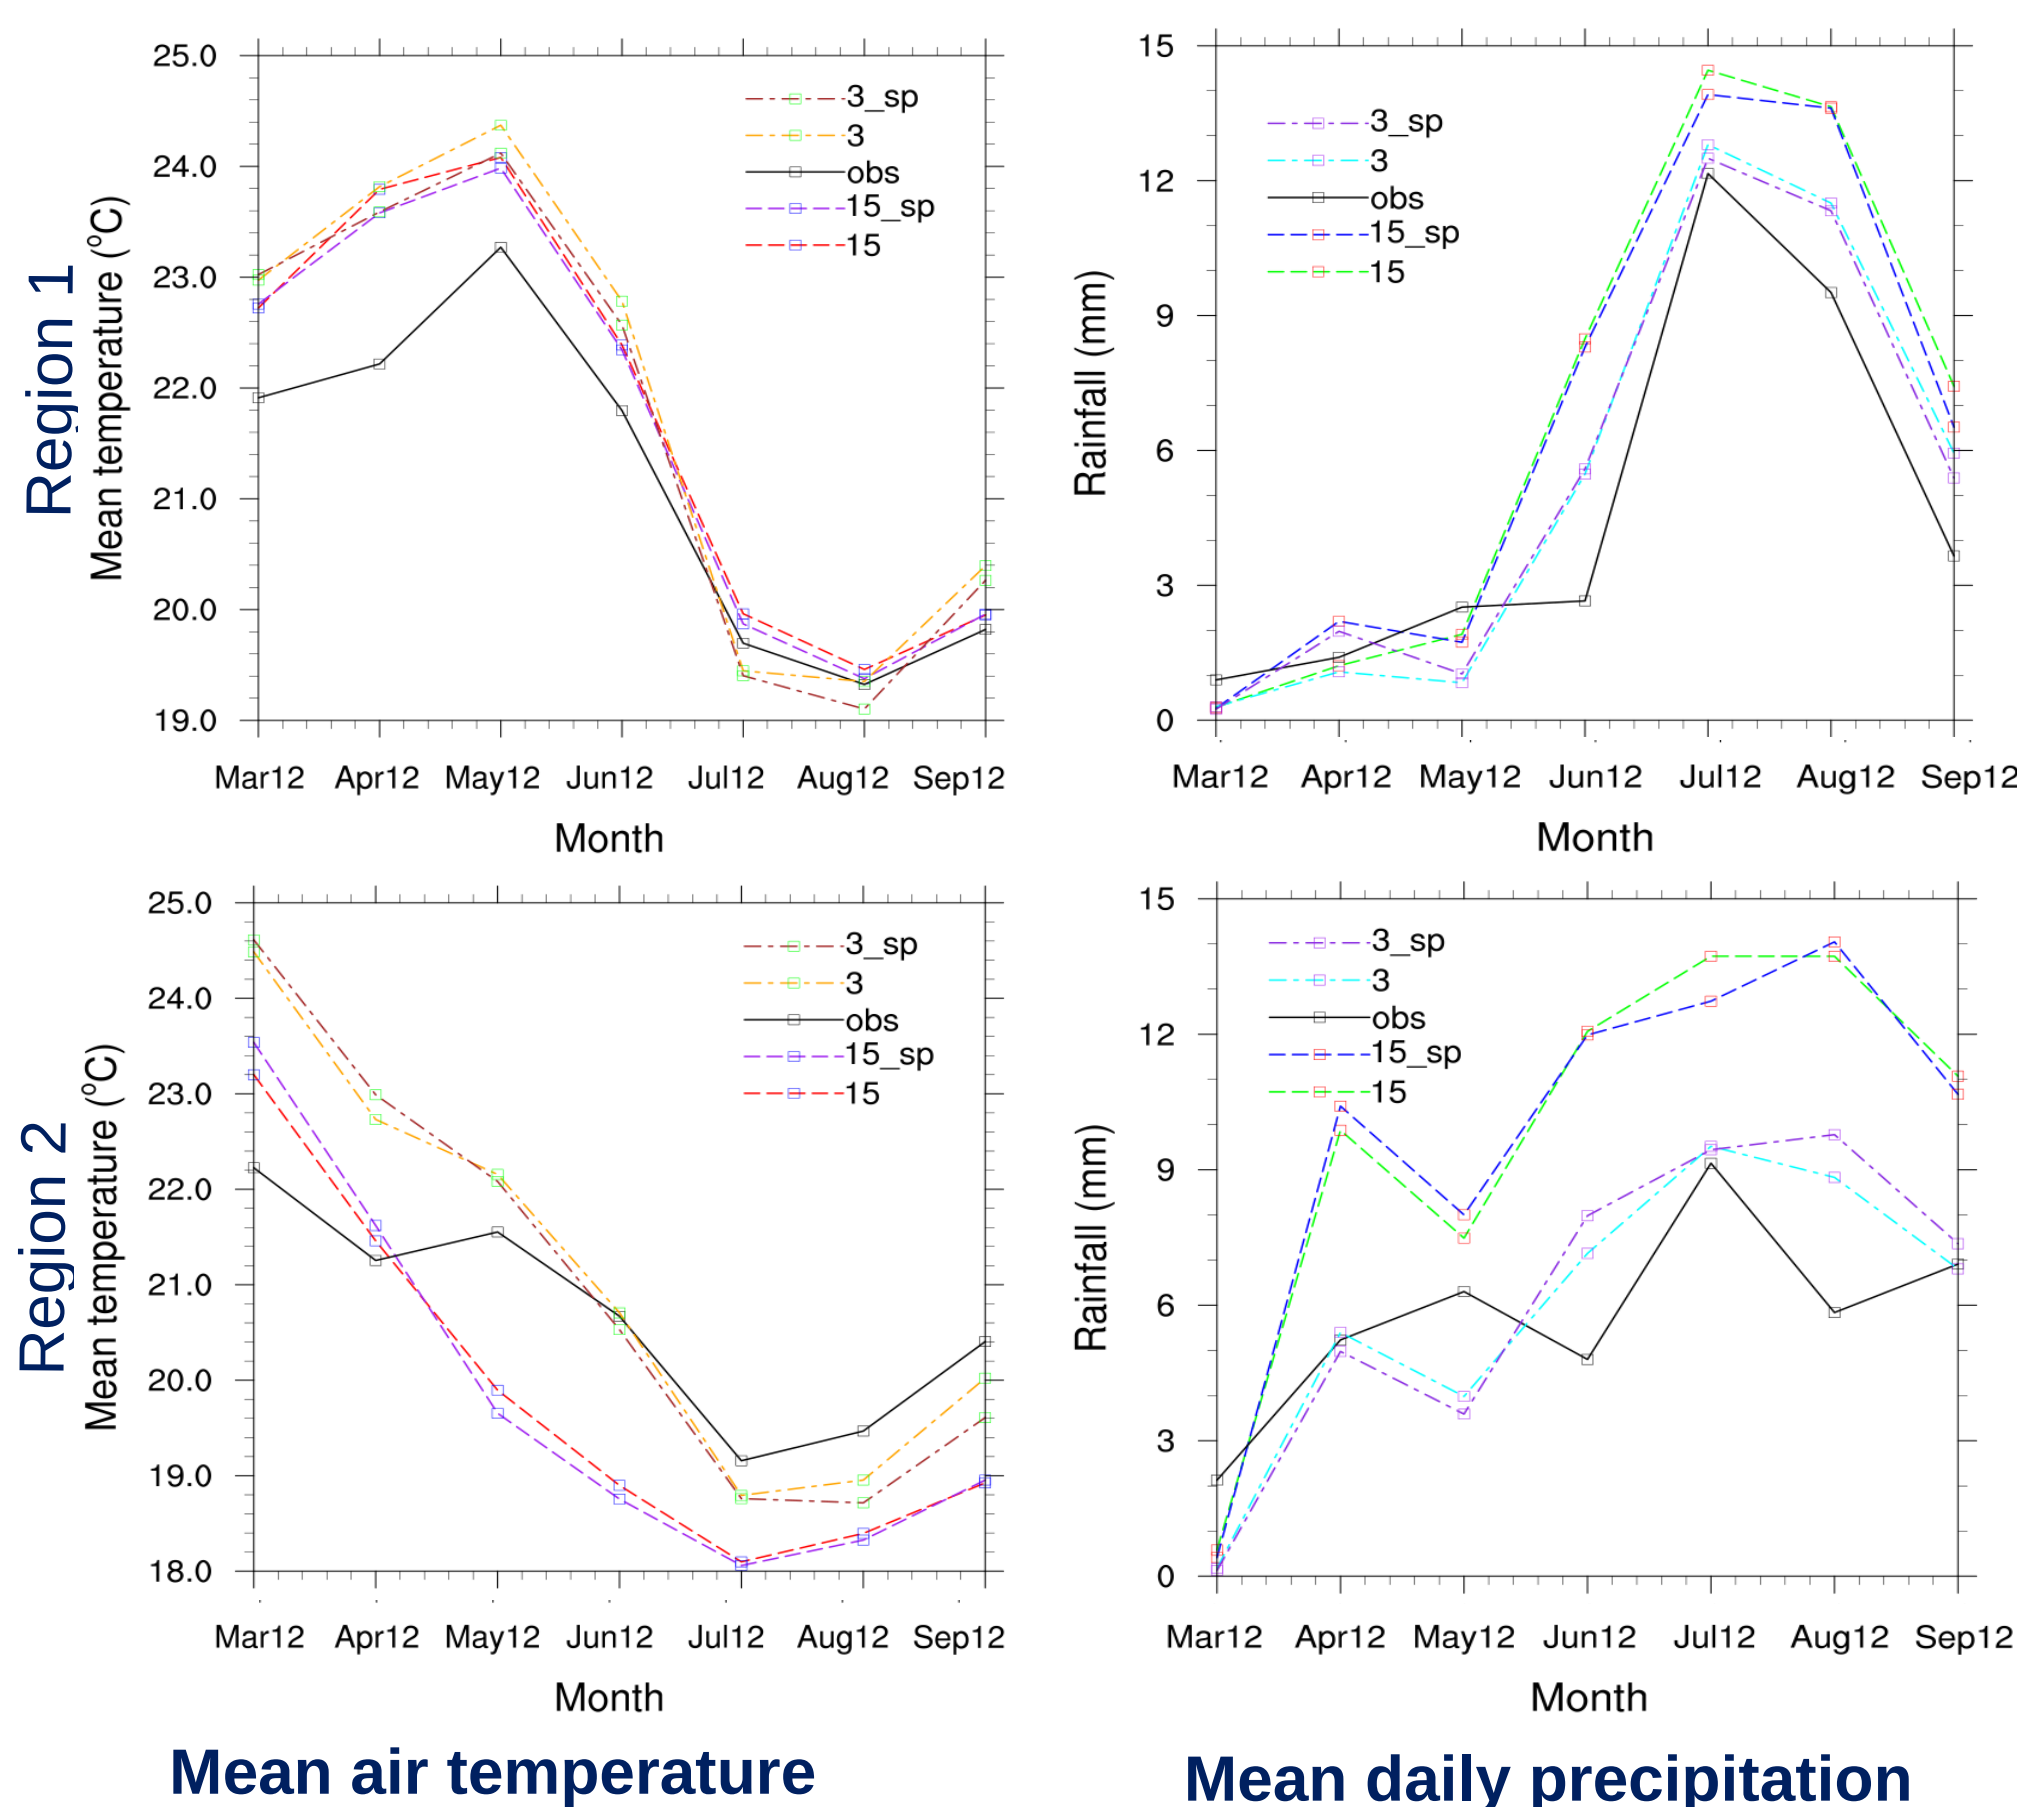 Region 1
Mean temperature (°C)
25.0
24.0
23.0
22.0
21.0
20.0
19.0
3_sp
3
obs
15_sp
15
Mar12 Apr12 May12 Jun12 Jul12 Aug12 Sep12
Month
Rainfall (mm)
15
12
9
6
3
0
3_sp
3
obs
15_sp
15
Mar12 Apr12 May12 Jun12 Jul12 Aug12 Sep12
Month
Region 2
Mean temperature (°C)
25.0
24.0
23.0
22.0
21.0
20.0
19.0
18.0
3_sp
3
obs
15_sp
15
Mar12 Apr12 May12 Jun12 Jul12 Aug12 Sep12
Month
Rainfall (mm)
15
12
9
6
3
0
3_sp
3
obs
15_sp
15
Mar12 Apr12 May12 Jun12 Jul12 Aug12 Sep12
Month
Mean air temperature
Mean daily precipitation